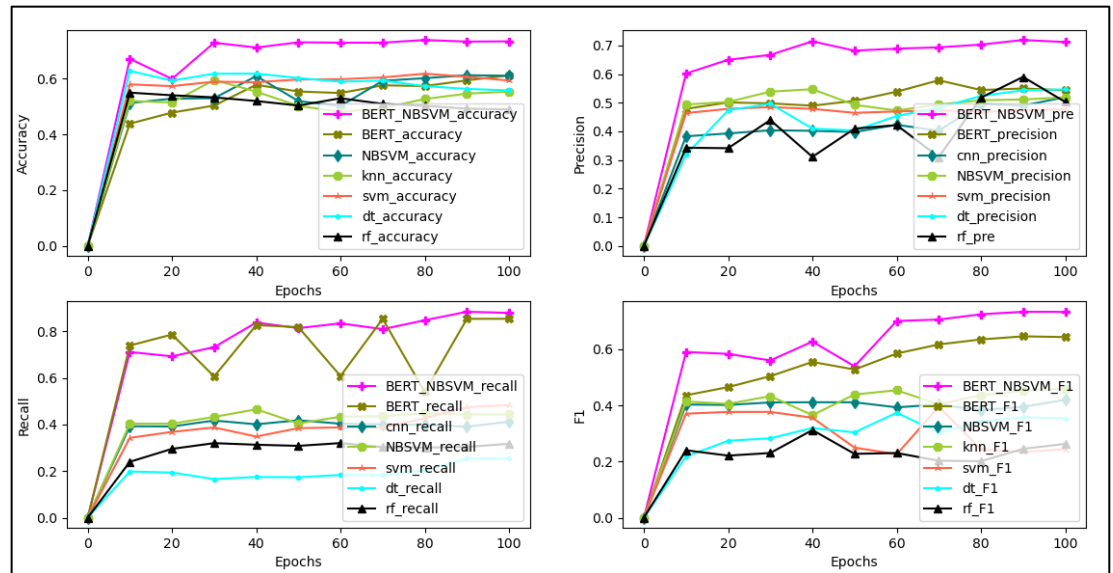 Accuracy
0.6
0.4
0.2
0.0
BERT_NBSVM_accuracy
BERT_accuracy
NBSVM_accuracy
knn_accuracy
svm_accuracy
dt_accuracy
rf_accuracy
0 20 40 60 80 100
Epochs
Precision
0.7
0.6
0.5
0.4
0.3
0.2
0.1
0.0
BERT_NBSVM_pre
BERT_precision
cnn_precision
NBSVM_precision
svm_precision
dt_precision
rf_pre
0 20 40 60 80 100
Epochs
Recall
0.8
0.6
0.4
0.2
0.0
BERT_NBSVM_recall
BERT_recall
cnn_recall
NBSVM_recall
svm_recall
dt_recall
rf_recall
0 20 40 60 80 100
Epochs
F1
0.6
0.4
0.2
0.0
BERT_NBSVM_F1
BERT_F1
NBSVM_F1
knn_F1
svm_F1
dt_F1
rf_F1
0 20 40 60 80 100
Epochs